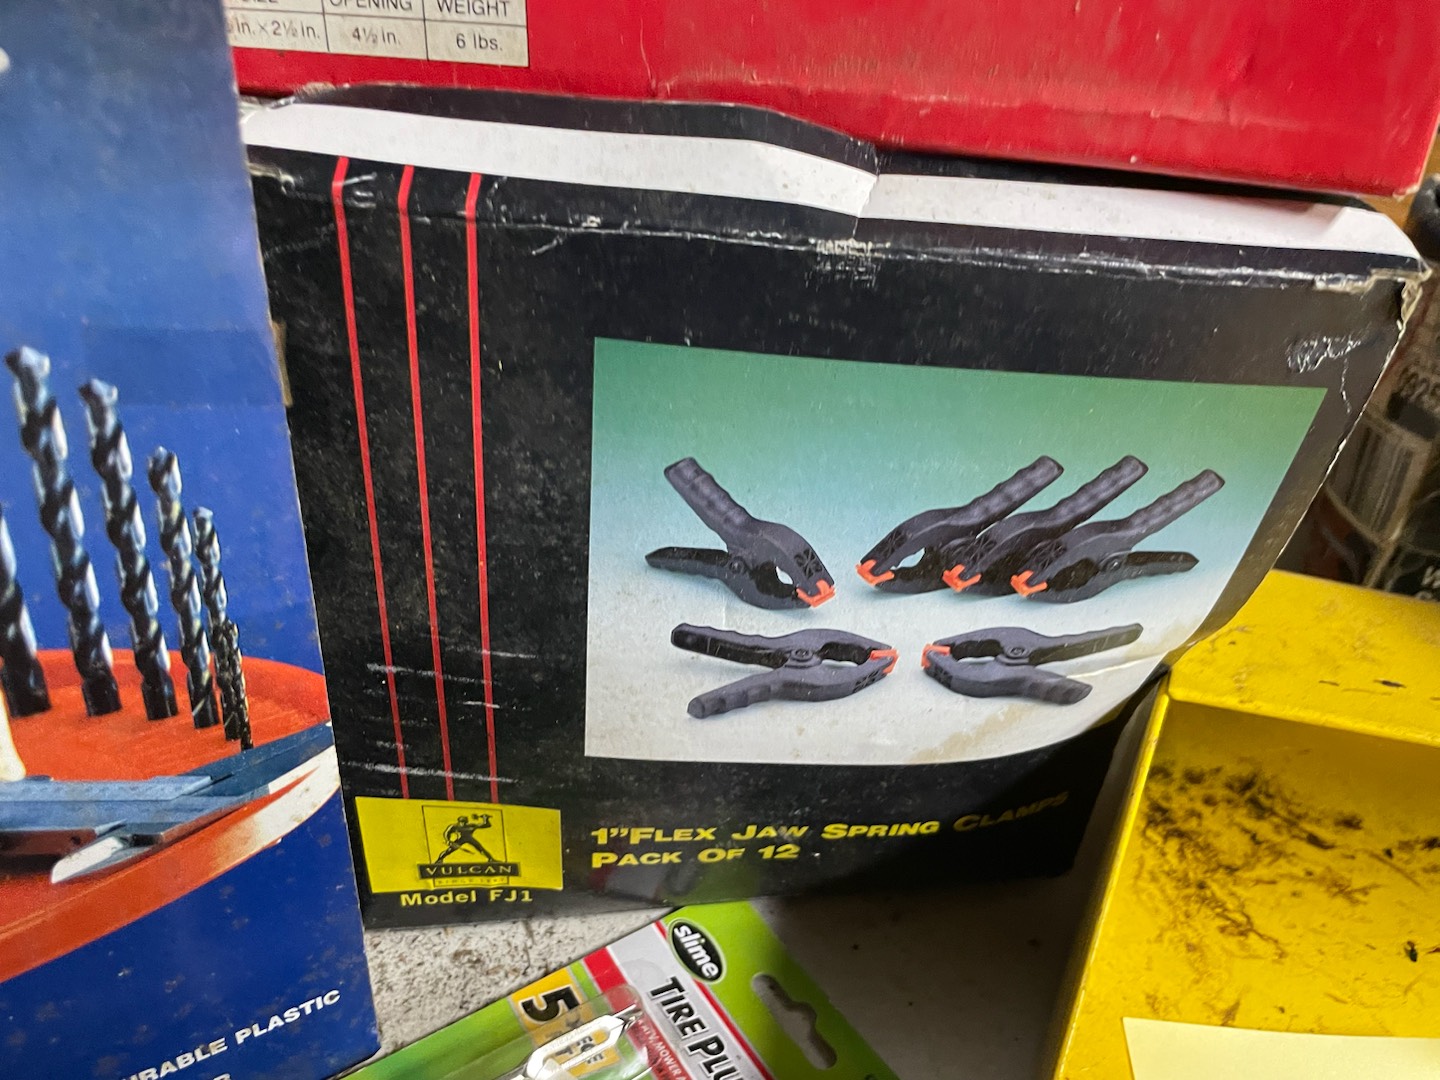 OPENING
WEIGHT
in. x 2½ in.
4½ in.
6 lbs.
1" FLEX JAW SPRING CLAMPS
PACK OF 12
VULCAN
Model FJ1
slime
TIRE PLU
5
PLASTIC